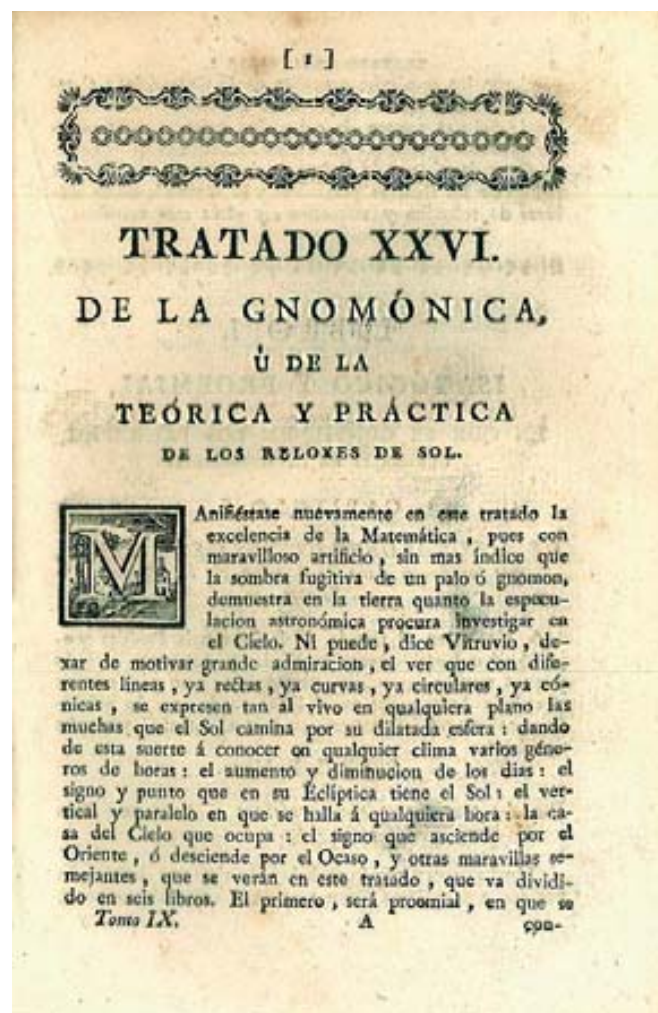 [ 1 ]
TRATADO XXVI.
DE LA GNOMÓNICA,
Ù DE LA
TEÓRICA Y PRÁCTICA
DE LOS RELOXES DE SOL.
MAnifiéstase nuevamente en este tratado la
excelencia de la Matemática , pues con
maravilloso artificio , sin mas índice que
la sombra fugitiva de un palo ó gnomon,
demuestra en la tierra quanto la especu-
lacion astronómica procura investigar en
el Cielo. Ni puede , dice Vitruvio , de-
xar de motivar grande admiracion , el ver que con dife-
rentes lineas , ya rectas , ya curvas , ya circulares , ya có-
nicas , se expresen tan al vivo en qualquiera plano las
muchas que el Sol camina por su dilatada esfera : dando
de esta suerte á conocer en qualquier clima varios géne-
ros de horas : el aumento y diminucion de los dias : el
signo y punto que en su Eclíptica tiene el Sol : el ver-
tical y paralelo en que se halla á qualquiera hora : la ca-
sa del Cielo que ocupa : el signo que asciende por el
Oriente , ó desciende por el Ocaso , y otras maravillas se-
mejantes , que se verán en este tratado , que va dividi-
do en seis libros. El primero , será proemial , en que se
Tomo IX. A con-